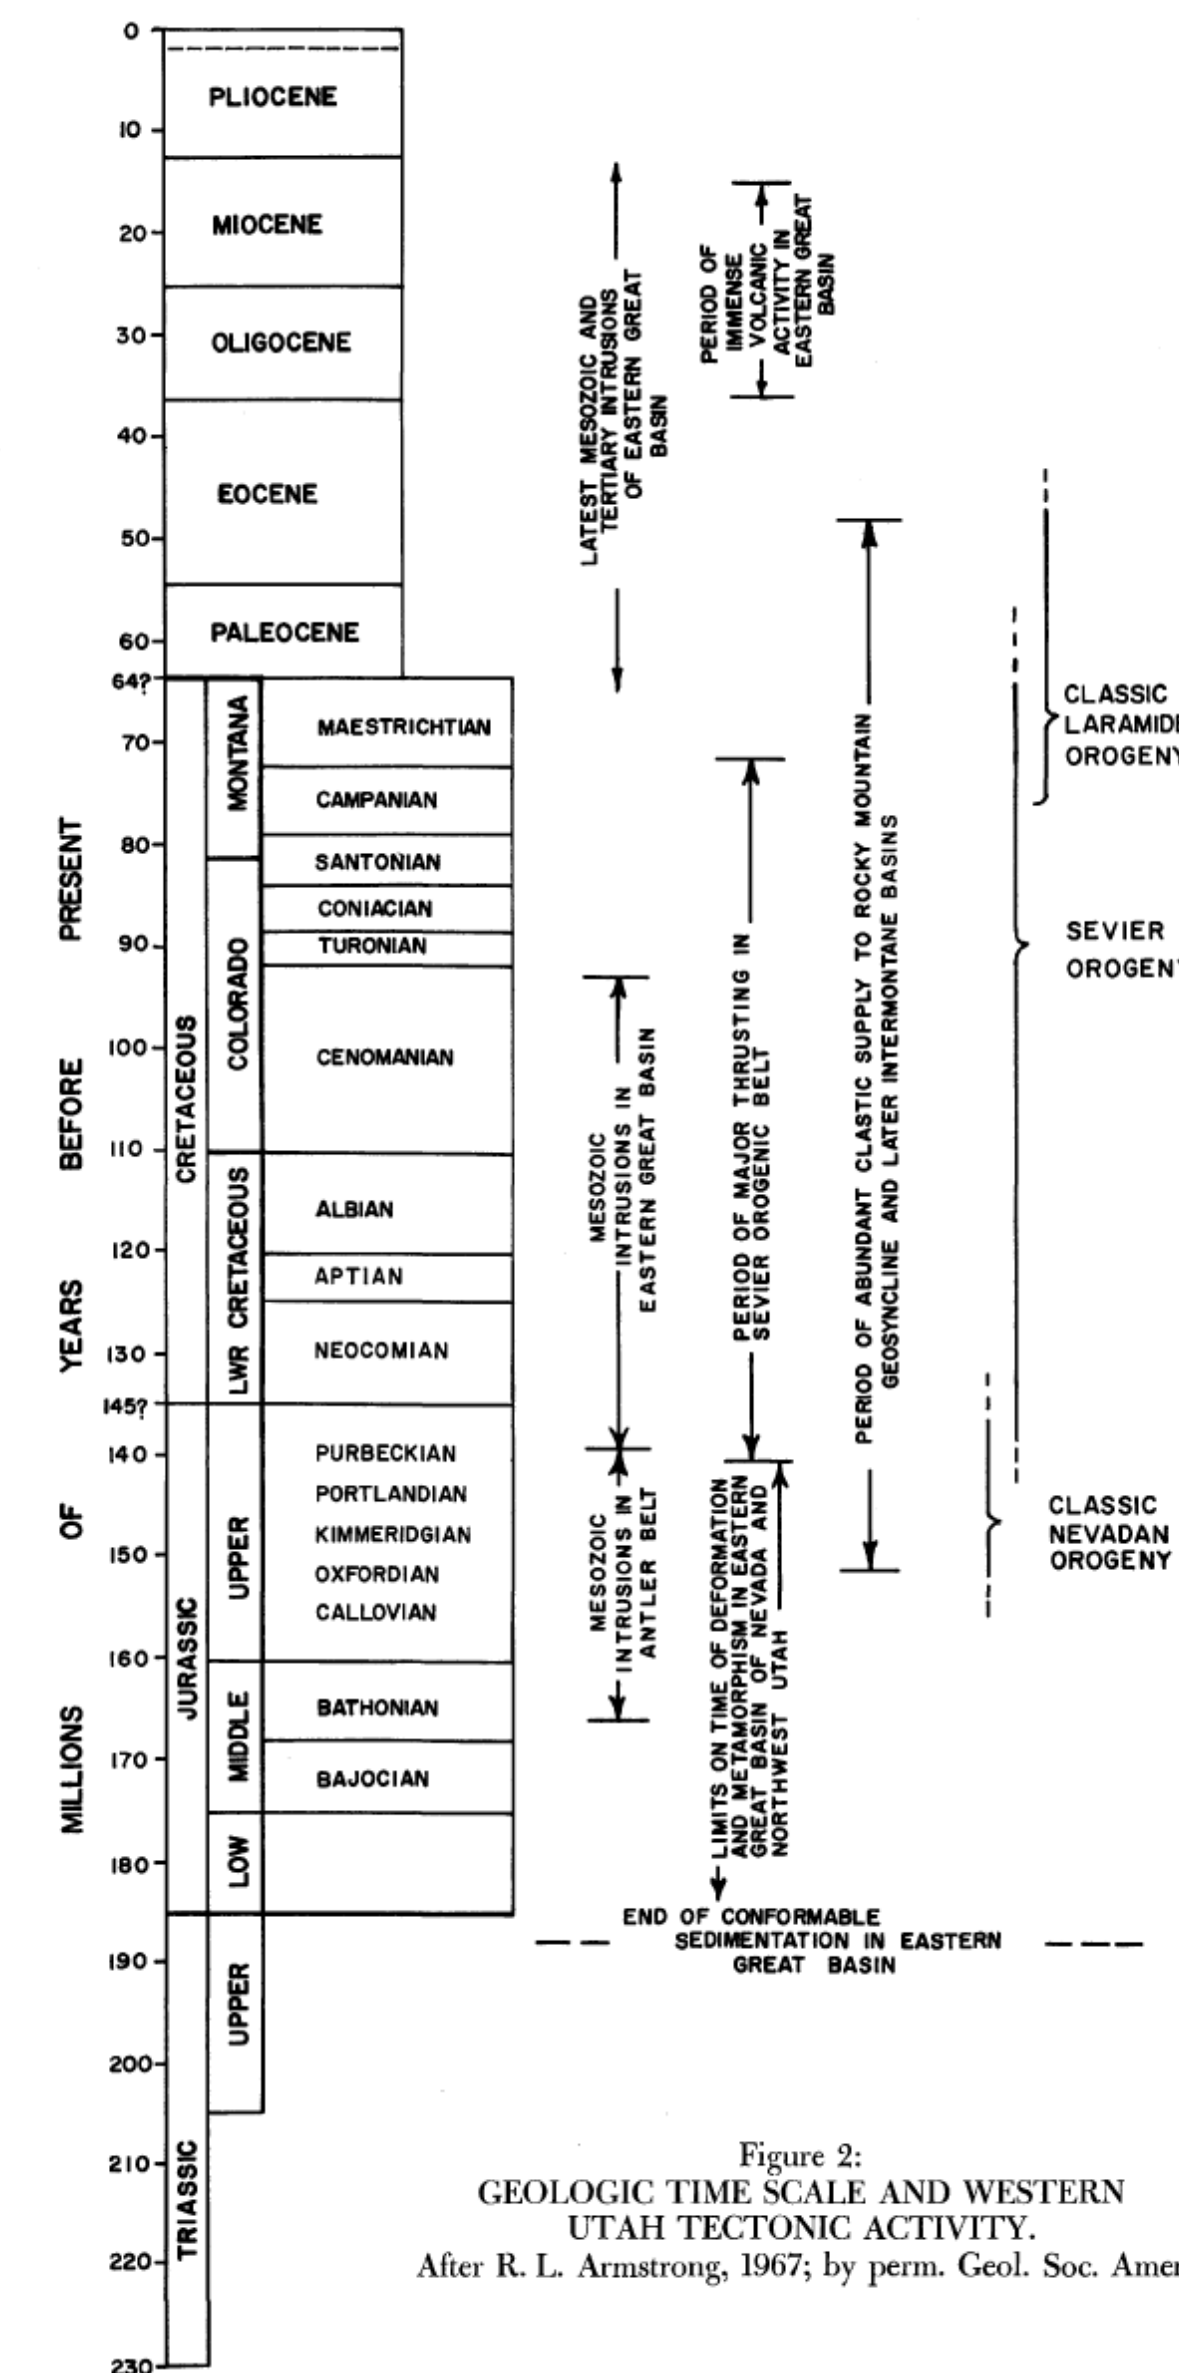 0
PLIOCENE
10
MIOCENE
20
OLIGOCENE
30
40
EOCENE
50
PALEOCENE
60
64?
70
80
90
100
110
120
130
145?
140
150
160
170
180
190
200
210
220
230
MILLIONS OF YEARS BEFORE PRESENT
CRETACEOUS
JURASSIC
TRIASSIC
MONTANA
COLORADO
LWR CRETACEOUS
UPPER
MIDDLE
LOW
UPPER
MAESTRICHTIAN
CAMPANIAN
SANTONIAN
CONIACIAN
TURONIAN
CENOMANIAN
ALBIAN
APTIAN
NEOCOMIAN
PURBECKIAN
PORTLANDIAN
KIMMERIDGIAN
OXFORDIAN
CALLOVIAN
BATHONIAN
BAJOCIAN
LATEST MESOZOIC AND
TERTIARY INTRUSIONS
OF EASTERN GREAT
BASIN
PERIOD OF
IMMENSE
VOLCANIC
ACTIVITY IN
EASTERN GREAT
BASIN
MESOZOIC
INTRUSIONS IN
EASTERN GREAT BASIN
MESOZOIC
INTRUSIONS IN
ANTLER BELT
PERIOD OF MAJOR THRUSTING IN
SEVIER OROGENIC BELT
LIMITS ON TIME OF DEFORMATION
AND METAMORPHISM IN EASTERN
GREAT BASIN OF NEVADA AND
NORTHWEST UTAH
PERIOD OF ABUNDANT CLASTIC SUPPLY TO ROCKY MOUNTAIN
GEOSYNCLINE AND LATER INTERMONTANE BASINS
CLASSIC
LARAMIDE
OROGENY
SEVIER
OROGENY
CLASSIC
NEVADAN
OROGENY
END OF CONFORMABLE
SEDIMENTATION IN EASTERN
GREAT BASIN
Figure 2:
GEOLOGIC TIME SCALE AND WESTERN
UTAH TECTONIC ACTIVITY.
After R. L. Armstrong, 1967; by perm. Geol. Soc. Amer